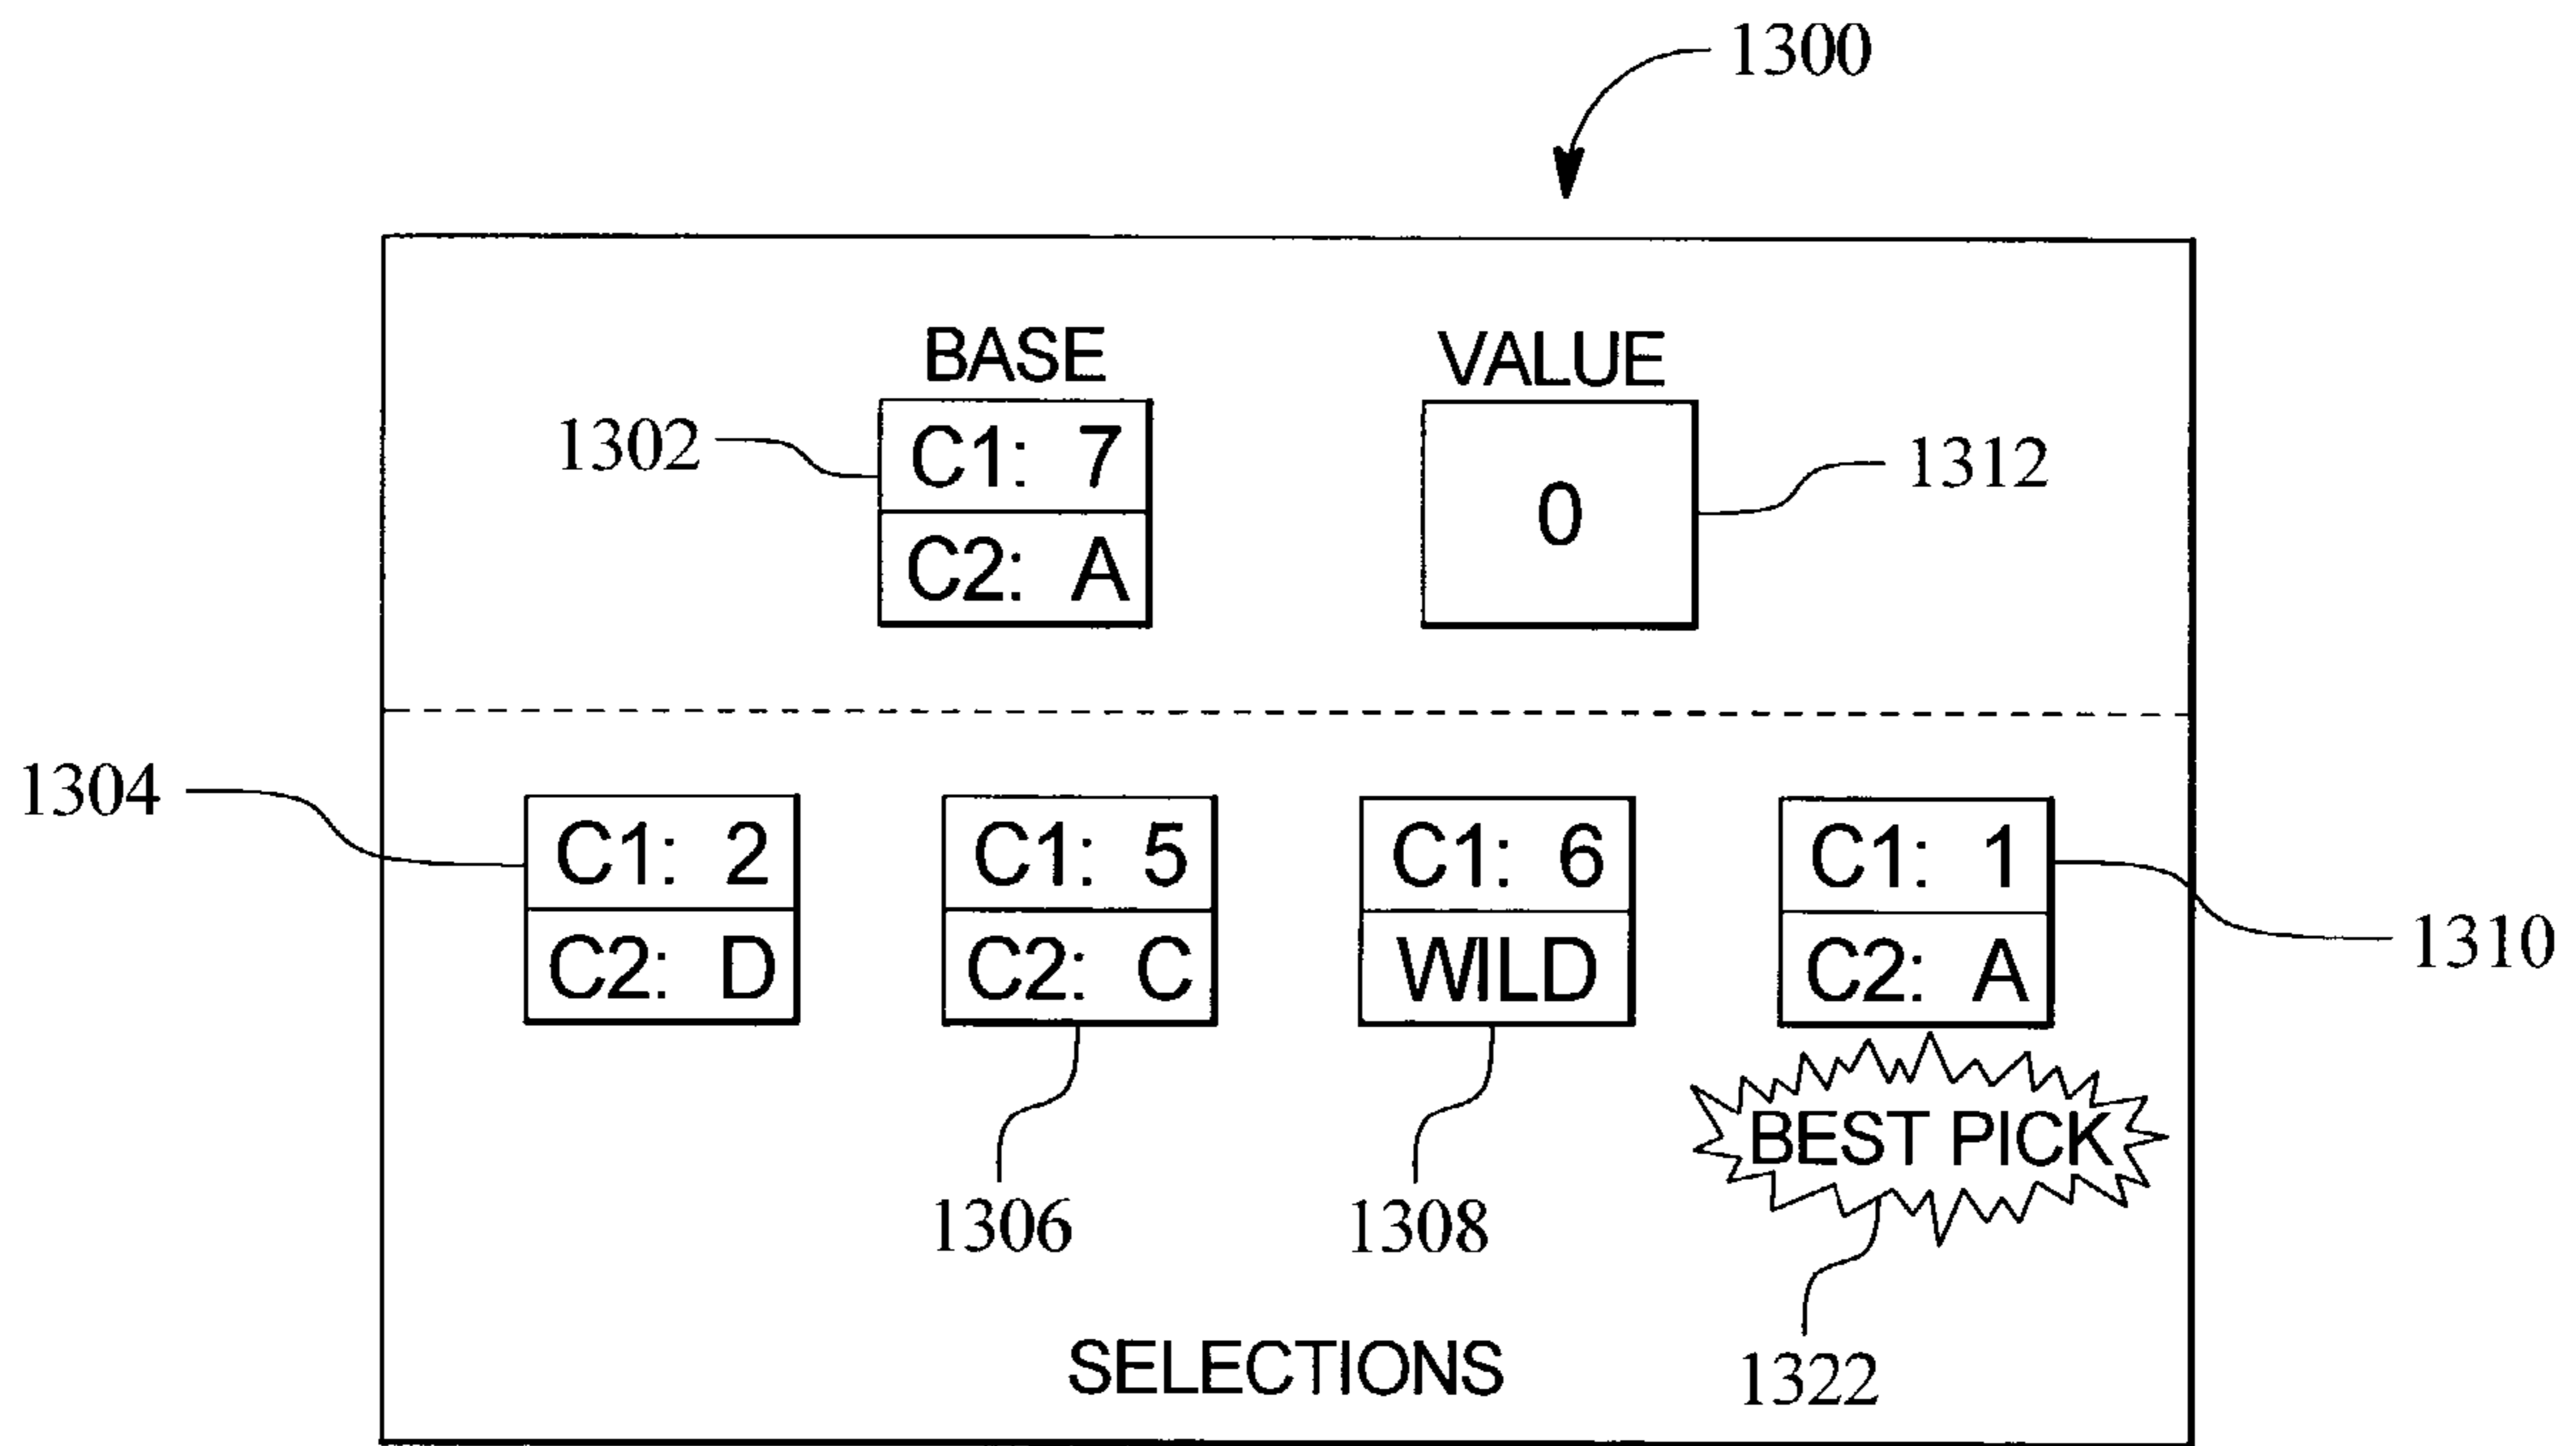 1300
BASE VALUE
1302 C1: 7 1312
0
C2: A
1304
C1: 2 C1: 5 C1: 6 C1: 1
C2: D C2: C WILD C2: A
1310
BEST PICK
1306 1308
SELECTIONS 1322